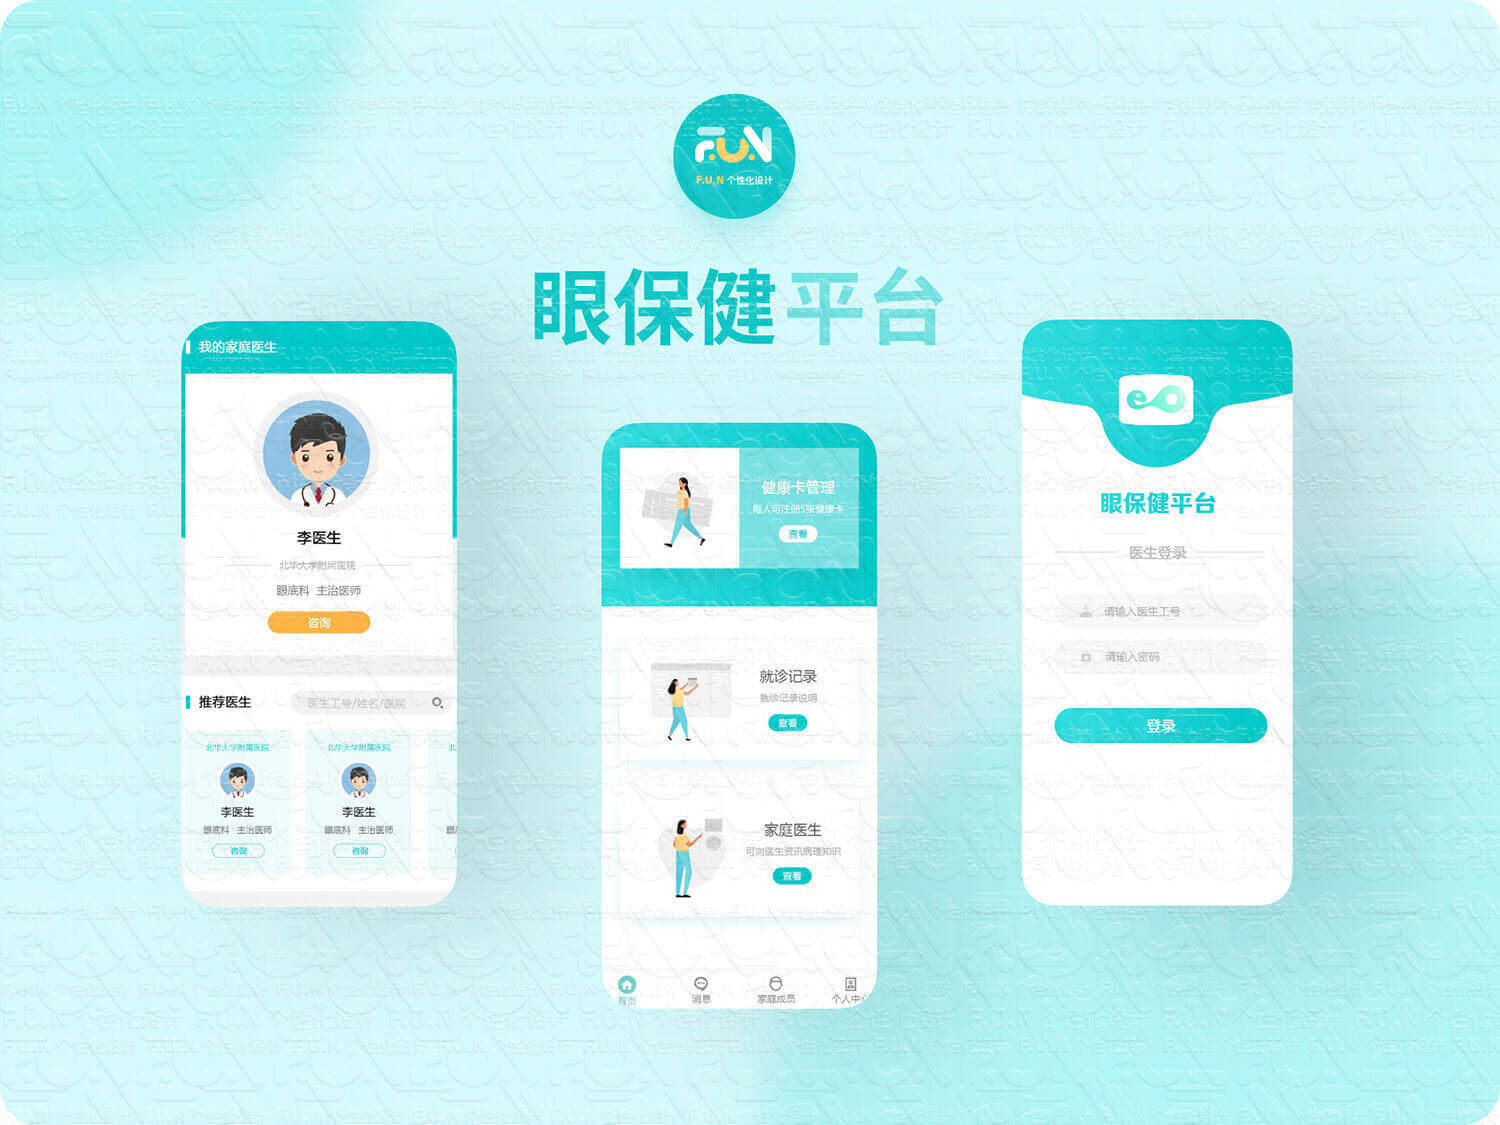 F.U.N
F.U.N 个性化设计
眼保健平台
我的家庭医生
李医生
北华大学附属医院
眼底科 主治医师
咨询
推荐医生
医生工号/姓名/医院
北华大学附属医院
李医生
眼底科 主治医师
咨询
北华大学附属医院
李医生
眼底科 主治医师
咨询
北
眼
健康卡管理
每人可注册5张健康卡
查看
就诊记录
就诊记录说明
查看
家庭医生
可向医生资讯病理知识
查看
首页
消息
家庭成员
个人中心
e
眼保健平台
医生登录
请输入医生工号
请输入密码
登录